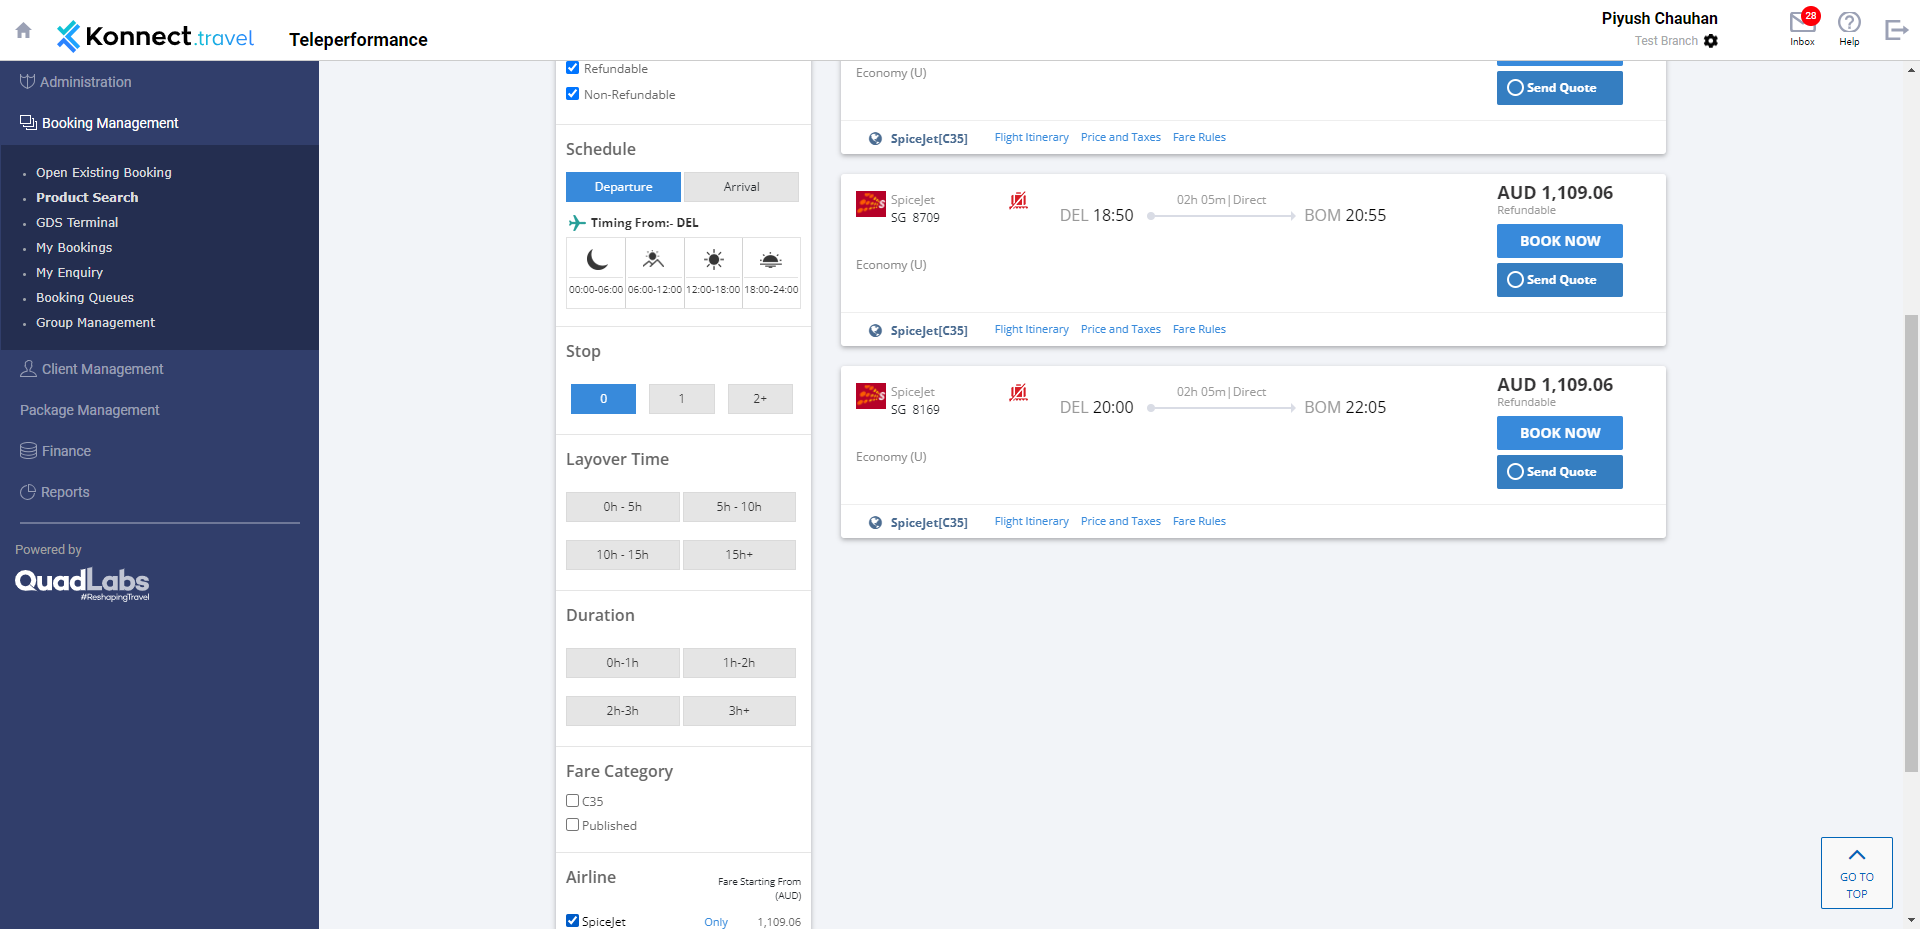 Konnect.travel
Teleperformance
Piyush Chauhan
Test Branch
28
Inbox
Help
Administration
Booking Management
Open Existing Booking
Product Search
GDS Terminal
My Bookings
My Enquiry
Booking Queues
Group Management
Client Management
Package Management
Finance
Reports
Powered by
QuadLabs
#ReshapingTravel
Refundable
Non-Refundable
Schedule
Departure Arrival
Timing From:- DEL
00:00-06:00 06:00-12:00 12:00-18:00 18:00-24:00
Stop
0 1 2+
Layover Time
0h - 5h 5h - 10h
10h - 15h 15h+
Duration
0h-1h 1h-2h
2h-3h 3h+
Fare Category
C35
Published
Airline Fare Starting From
(AUD)
SpiceJet Only 1,109.06
Economy (U)
Send Quote
SpiceJet[C35] Flight Itinerary Price and Taxes Fare Rules
SpiceJet
SG 8709
DEL 18:50
02h 05m|Direct
BOM 20:55
AUD 1,109.06
Refundable
BOOK NOW
Economy (U)
Send Quote
SpiceJet[C35] Flight Itinerary Price and Taxes Fare Rules
SpiceJet
SG 8169
DEL 20:00
02h 05m|Direct
BOM 22:05
AUD 1,109.06
Refundable
BOOK NOW
Economy (U)
Send Quote
SpiceJet[C35] Flight Itinerary Price and Taxes Fare Rules
GO TO
TOP